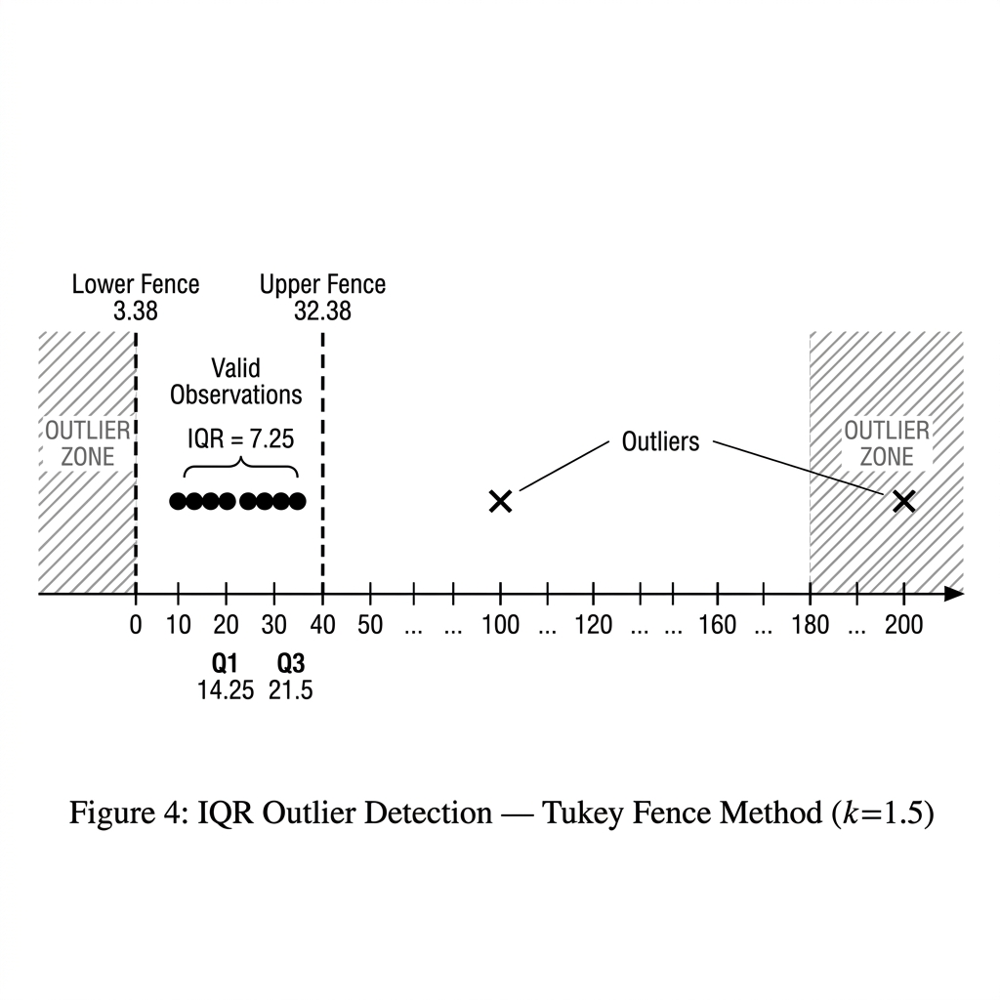 Lower Fence
3.38
Upper Fence
32.38
Valid
Observations
IQR = 7.25
OUTLIER
ZONE
Outliers
OUTLIER
ZONE
0 10 20 30 40 50 ... ... 100 ... 120 ... ... 160 ... 180 ... 200
Q1 Q3
14.25 21.5
Figure 4: IQR Outlier Detection — Tukey Fence Method (k=1.5)